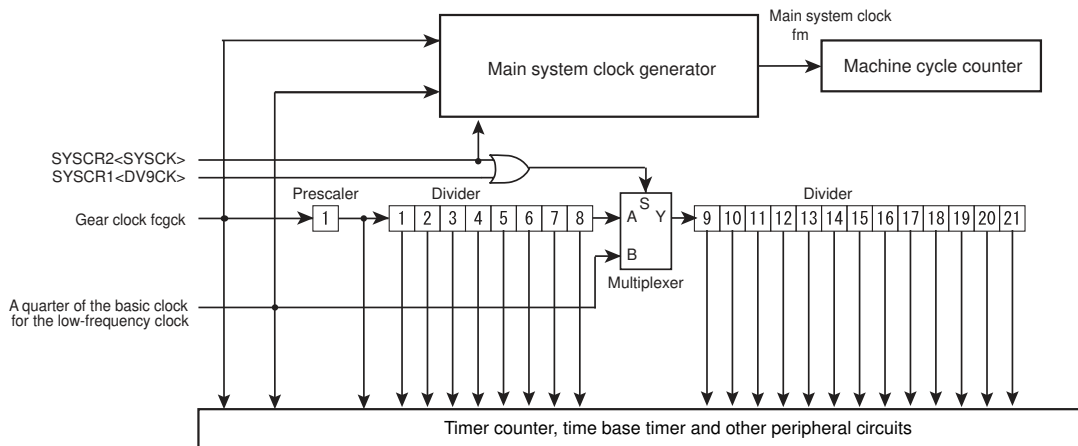 Main system clock
fm
Main system clock generator
Machine cycle counter
SYSCR2<SYSCK>
SYSCR1<DV9CK>
Prescaler
Divider
Divider
S
Gear clock fcgck
1
1 2 3 4 5 6 7 8
A
Y
9 10 11 12 13 14 15 16 17 18 19 20 21
B
Multiplexer
A quarter of the basic clock
for the low-frequency clock
Timer counter, time base timer and other peripheral circuits